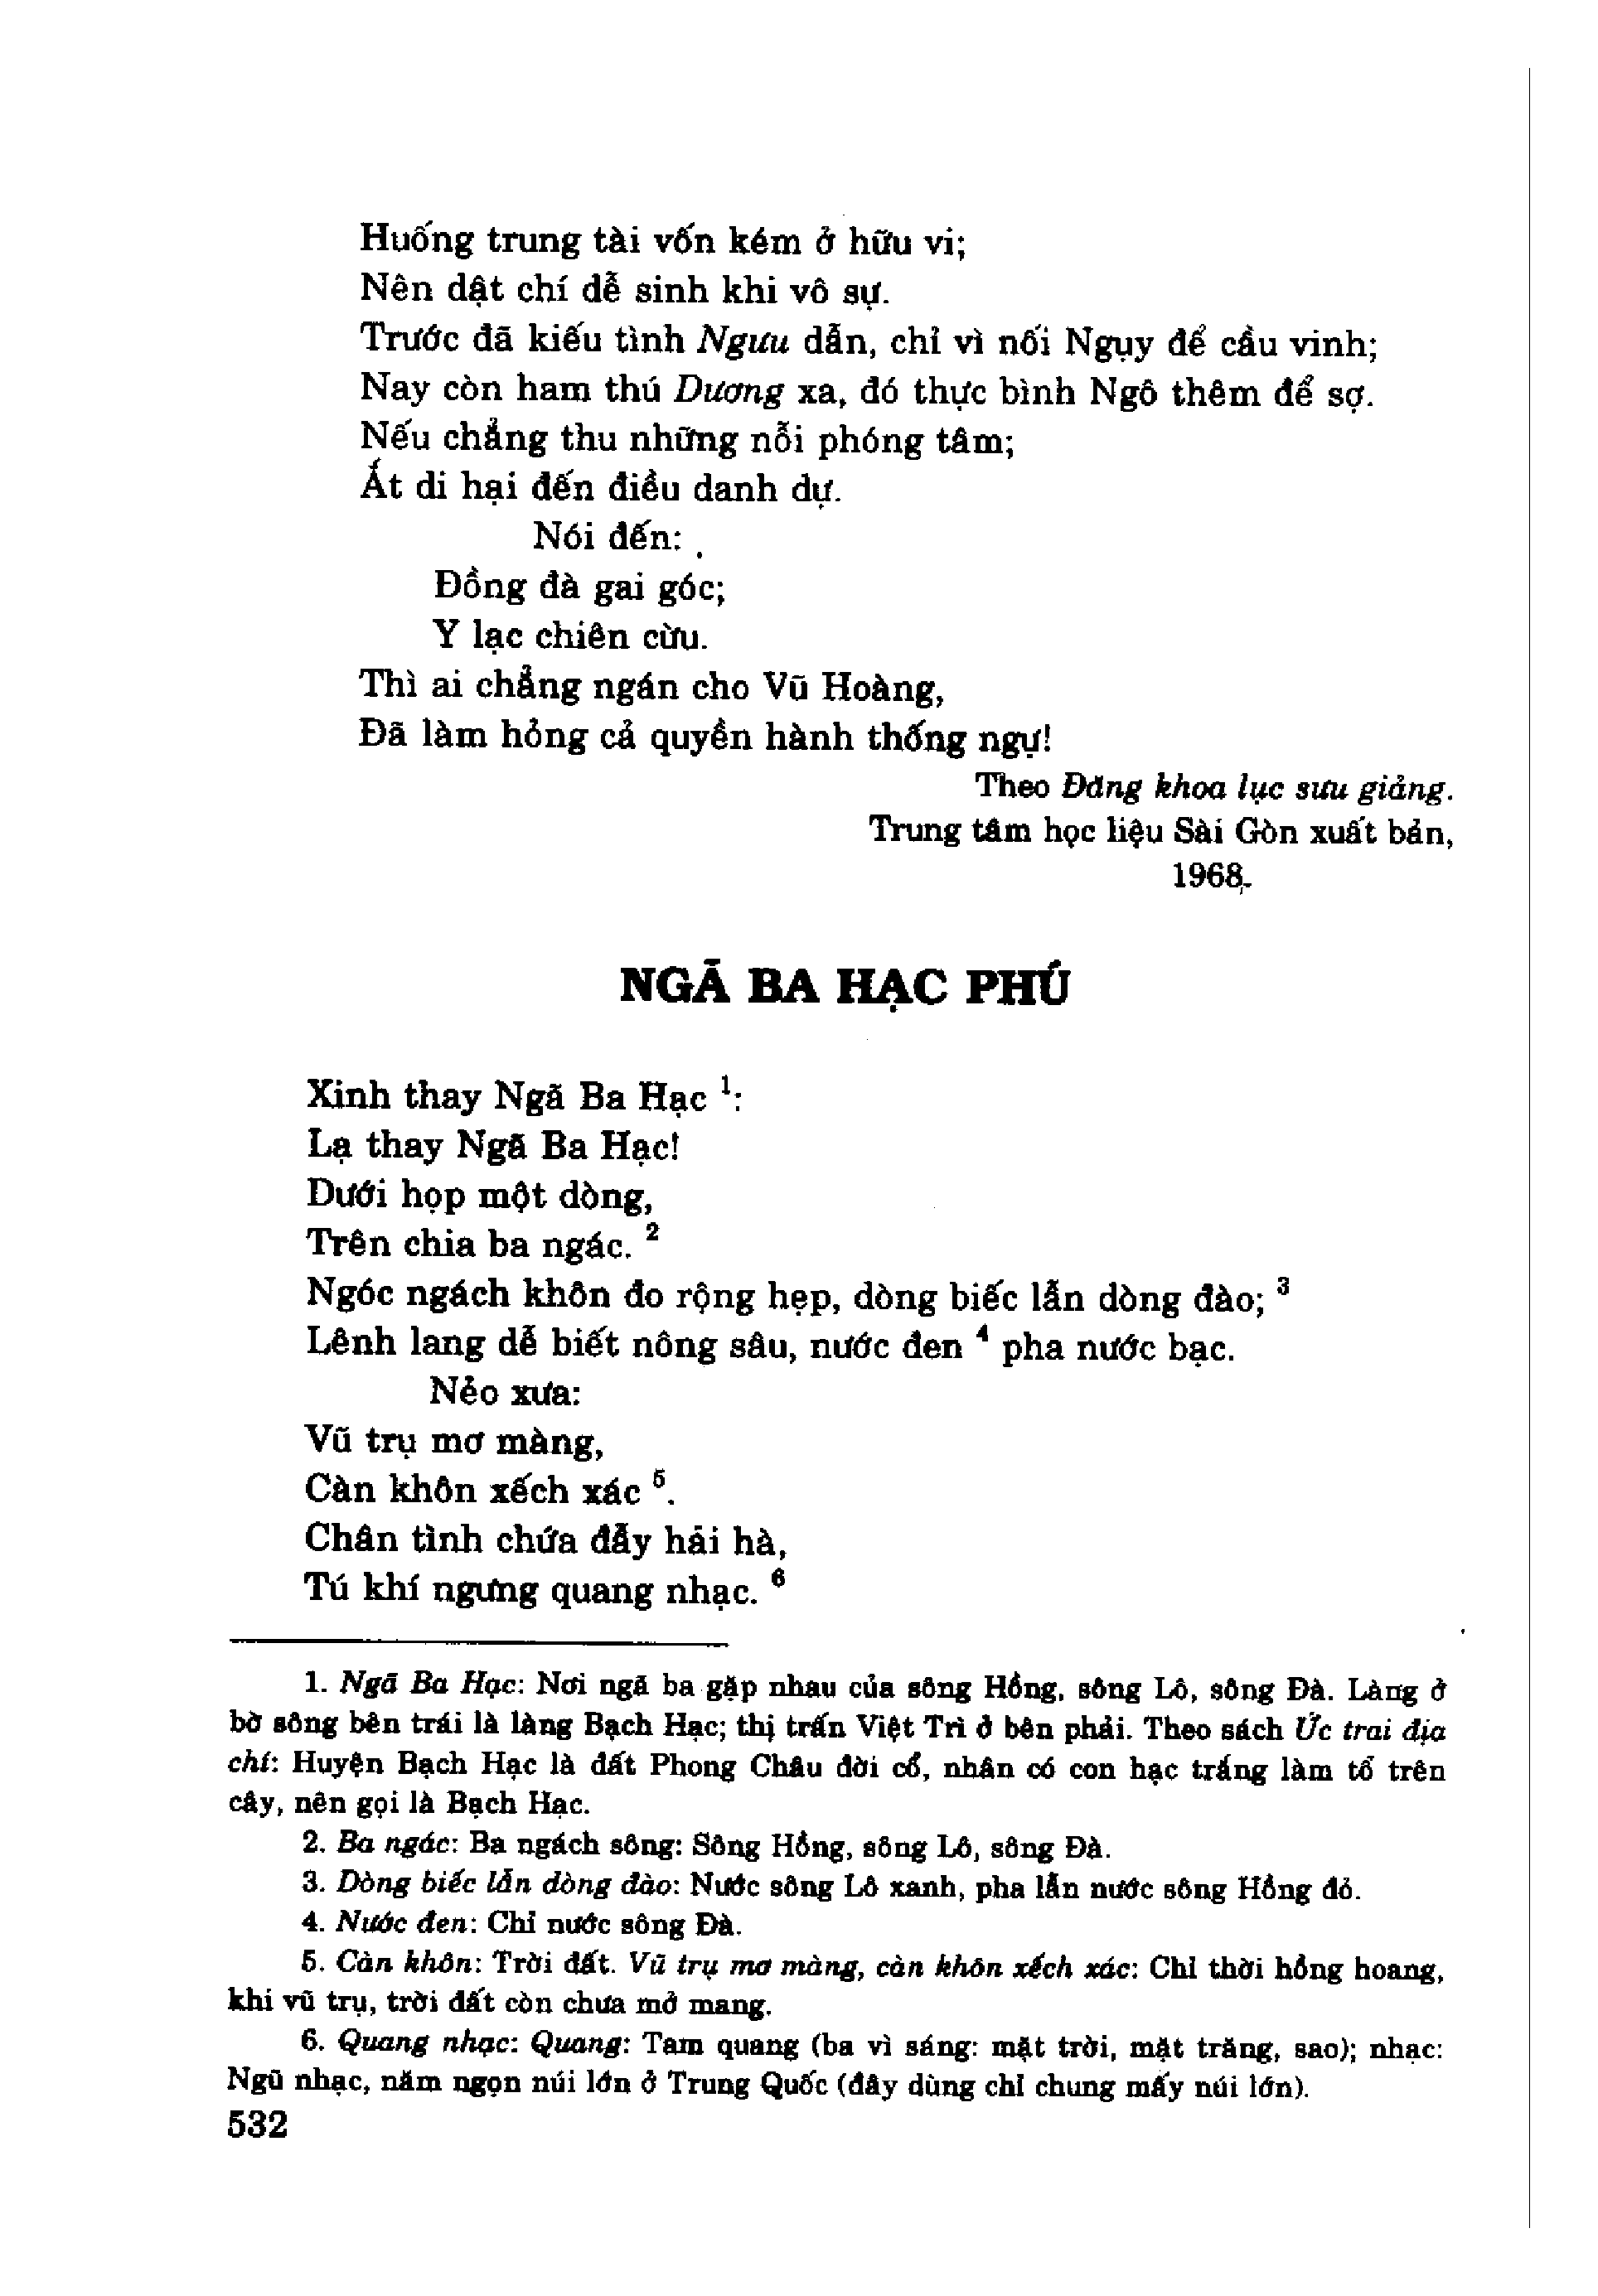 Huống trung tài vốn kém ở hữu vi;
Nên dật chí dễ sinh khi vô sự.
Trước đã kiếu tình Ngưu dẫn, chỉ vì nối Ngụy để cầu vinh;
Nay còn ham thú Dương xa, đó thực bình Ngô thêm để sợ.
Nếu chẳng thu những nỗi phóng tâm;
Ắt di hại đến điều danh dự.
Nói đến:
Đồng đà gai góc;
Y lạc chiên cừu.
Thì ai chẳng ngán cho Vũ Hoàng,
Đã làm hỏng cả quyền hành thống ngự!
Theo Đăng khoa lục sưu giảng.
Trung tâm học liệu Sài Gòn xuất bản,
1968.
NGÃ BA HẠC PHÚ
Xinh thay Ngã Ba Hạc ¹:
Lạ thay Ngã Ba Hạc!
Dưới họp một dòng,
Trên chia ba ngác. ²
Ngóc ngách khôn đo rộng hẹp, dòng biếc lẫn dòng đào; ³
Lênh lang dễ biết nông sâu, nước đen ⁴ pha nước bạc.
Nẻo xưa:
Vũ trụ mơ màng,
Càn khôn xếch xác ⁵.
Chân tình chứa đẫy hải hà,
Tú khí ngưng quang nhạc. ⁶
1. Ngã Ba Hạc: Nơi ngã ba gặp nhau của sông Hồng, sông Lô, sông Đà. Làng ở
bờ sông bên trái là làng Bạch Hạc; thị trấn Việt Trì ở bên phải. Theo sách Ức trai địa
chí: Huyện Bạch Hạc là đất Phong Châu đời cổ, nhân có con hạc trắng làm tổ trên
cây, nên gọi là Bạch Hạc.
2. Ba ngác: Ba ngách sông: Sông Hồng, sông Lô, sông Đà.
3. Dòng biếc lẫn dòng đào: Nước sông Lô xanh, pha lẫn nước sông Hồng đỏ.
4. Nước đen: Chỉ nước sông Đà.
5. Càn khôn: Trời đất. Vũ trụ mơ màng, càn khôn xếch xác: Chỉ thời hồng hoang,
khi vũ trụ, trời đất còn chưa mở mang.
6. Quang nhạc: Quang: Tam quang (ba vì sáng: mặt trời, mặt trăng, sao); nhạc:
Ngũ nhạc, năm ngọn núi lớn ở Trung Quốc (đây dùng chỉ chung mấy núi lớn).
532